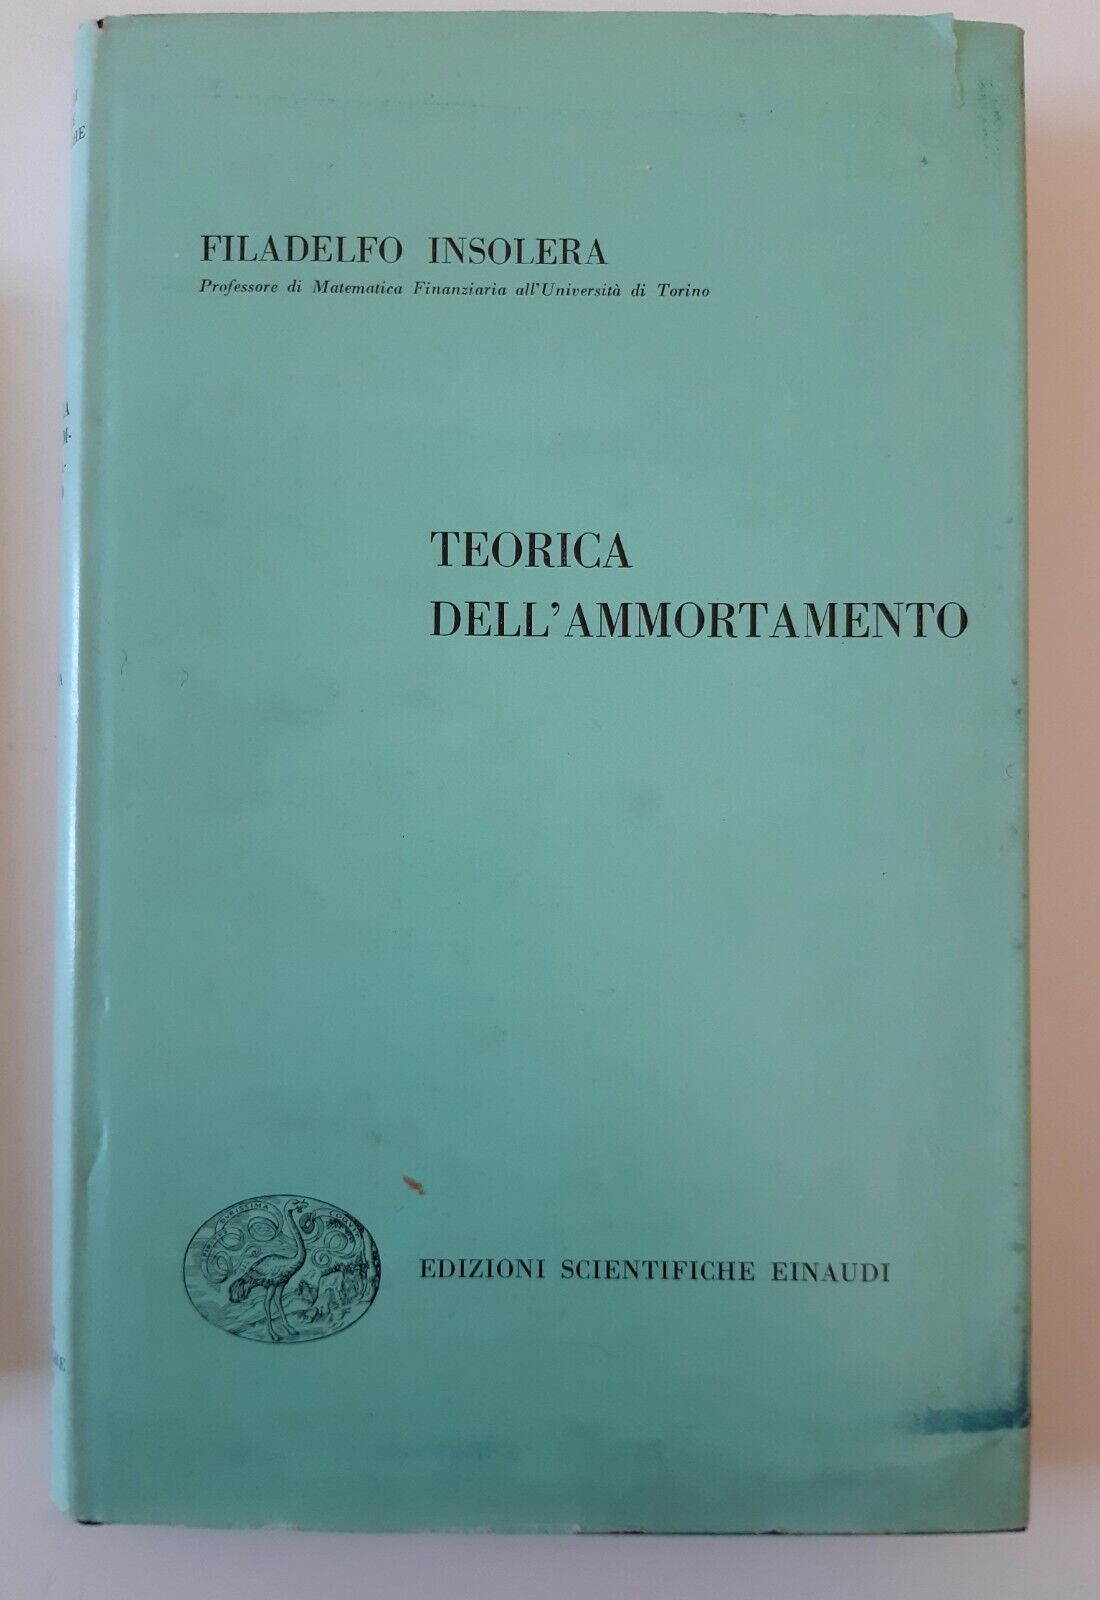 FILADELFO INSOLERA
Professore di Matematica Finanziaria all'Università di Torino
TEORICA
DELL'AMMORTAMENTO
EDIZIONI SCIENTIFICHE EINAUDI